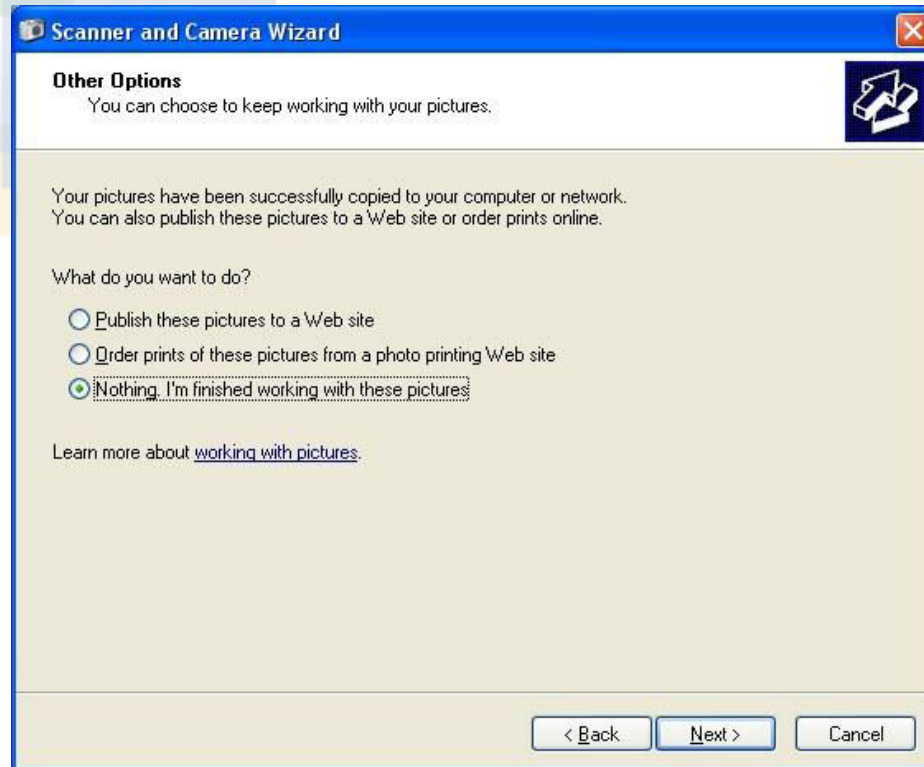 Scanner and Camera Wizard
Other Options
You can choose to keep working with your pictures.
Your pictures have been successfully copied to your computer or network.
You can also publish these pictures to a Web site or order prints online.
What do you want to do?
Publish these pictures to a Web site
Order prints of these pictures from a photo printing Web site
Nothing. I'm finished working with these pictures
Learn more about working with pictures.
< Back
Next >
Cancel